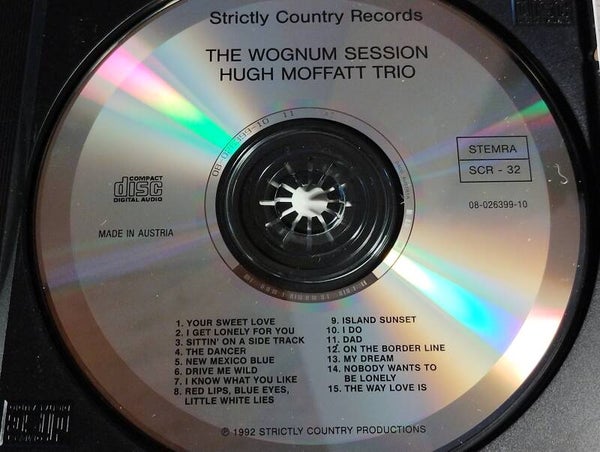 Strictly Country Records
THE WOGNUM SESSION
HUGH MOFFATT TRIO
COMPACT
disc
DIGITAL AUDIO
STEMRA
SCR - 32
08-026399-10
MADE IN AUSTRIA
1. YOUR SWEET LOVE
2. I GET LONELY FOR YOU
3. SITTIN' ON A SIDE TRACK
4. THE DANCER
5. NEW MEXICO BLUE
6. DRIVE ME WILD
7. I KNOW WHAT YOU LIKE
8. RED LIPS, BLUE EYES,
LITTLE WHITE LIES
9. ISLAND SUNSET
10. I DO
11. DAD
12. ON THE BORDER LINE
13. MY DREAM
14. NOBODY WANTS TO
BE LONELY
15. THE WAY LOVE IS
℗ 1992 STRICTLY COUNTRY PRODUCTIONS